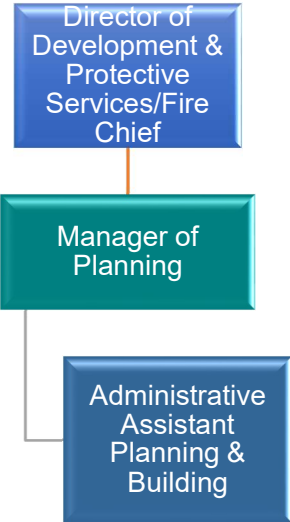 Director of
Development &
Protective
Services/Fire
Chief
Manager of
Planning
Administrative
Assistant
Planning &
Building